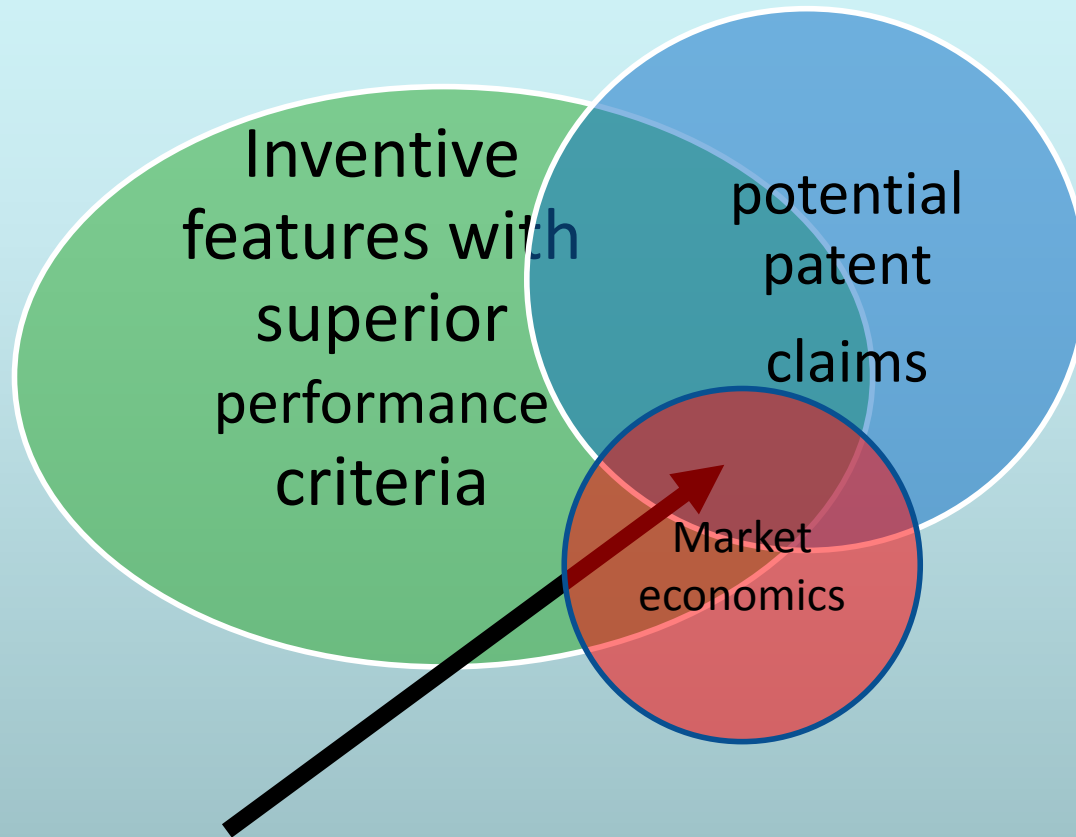 Inventive
features with
superior
performance
criteria
potential
patent
claims
Market
economics